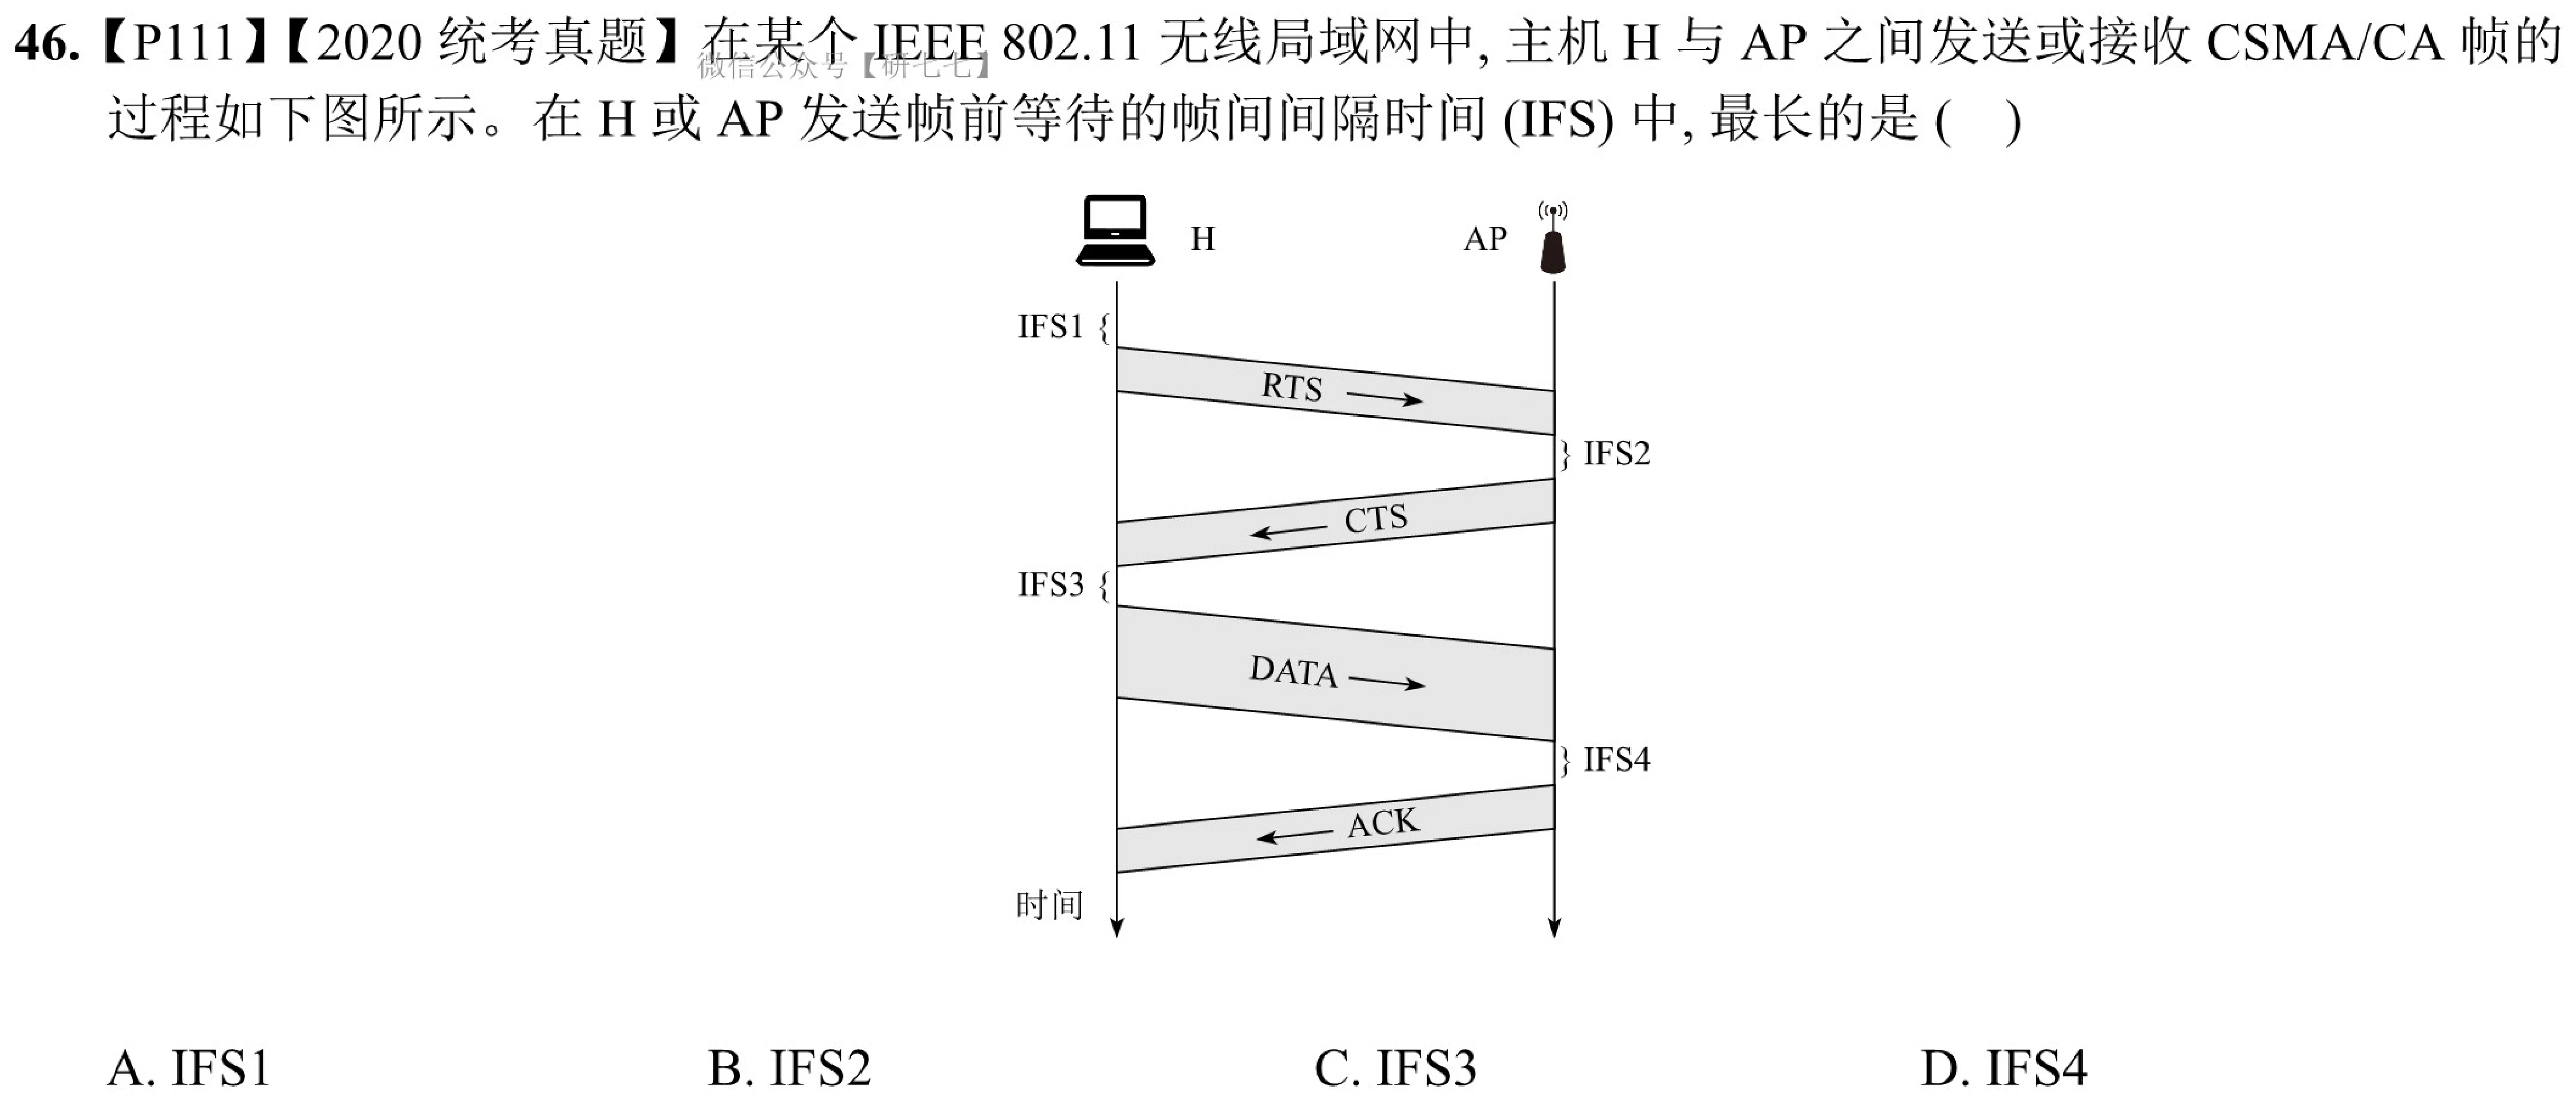 46.【P111】【2020 统考真题】在某个 IEEE 802.11 无线局域网中, 主机 H 与 AP 之间发送或接收 CSMA/CA 帧的
微信公众号【研七七】
过程如下图所示。在 H 或 AP 发送帧前等待的帧间间隔时间 (IFS) 中, 最长的是 (    )
H
AP
IFS1
RTS
IFS2
CTS
IFS3
DATA
IFS4
ACK
时间
A. IFS1
B. IFS2
C. IFS3
D. IFS4